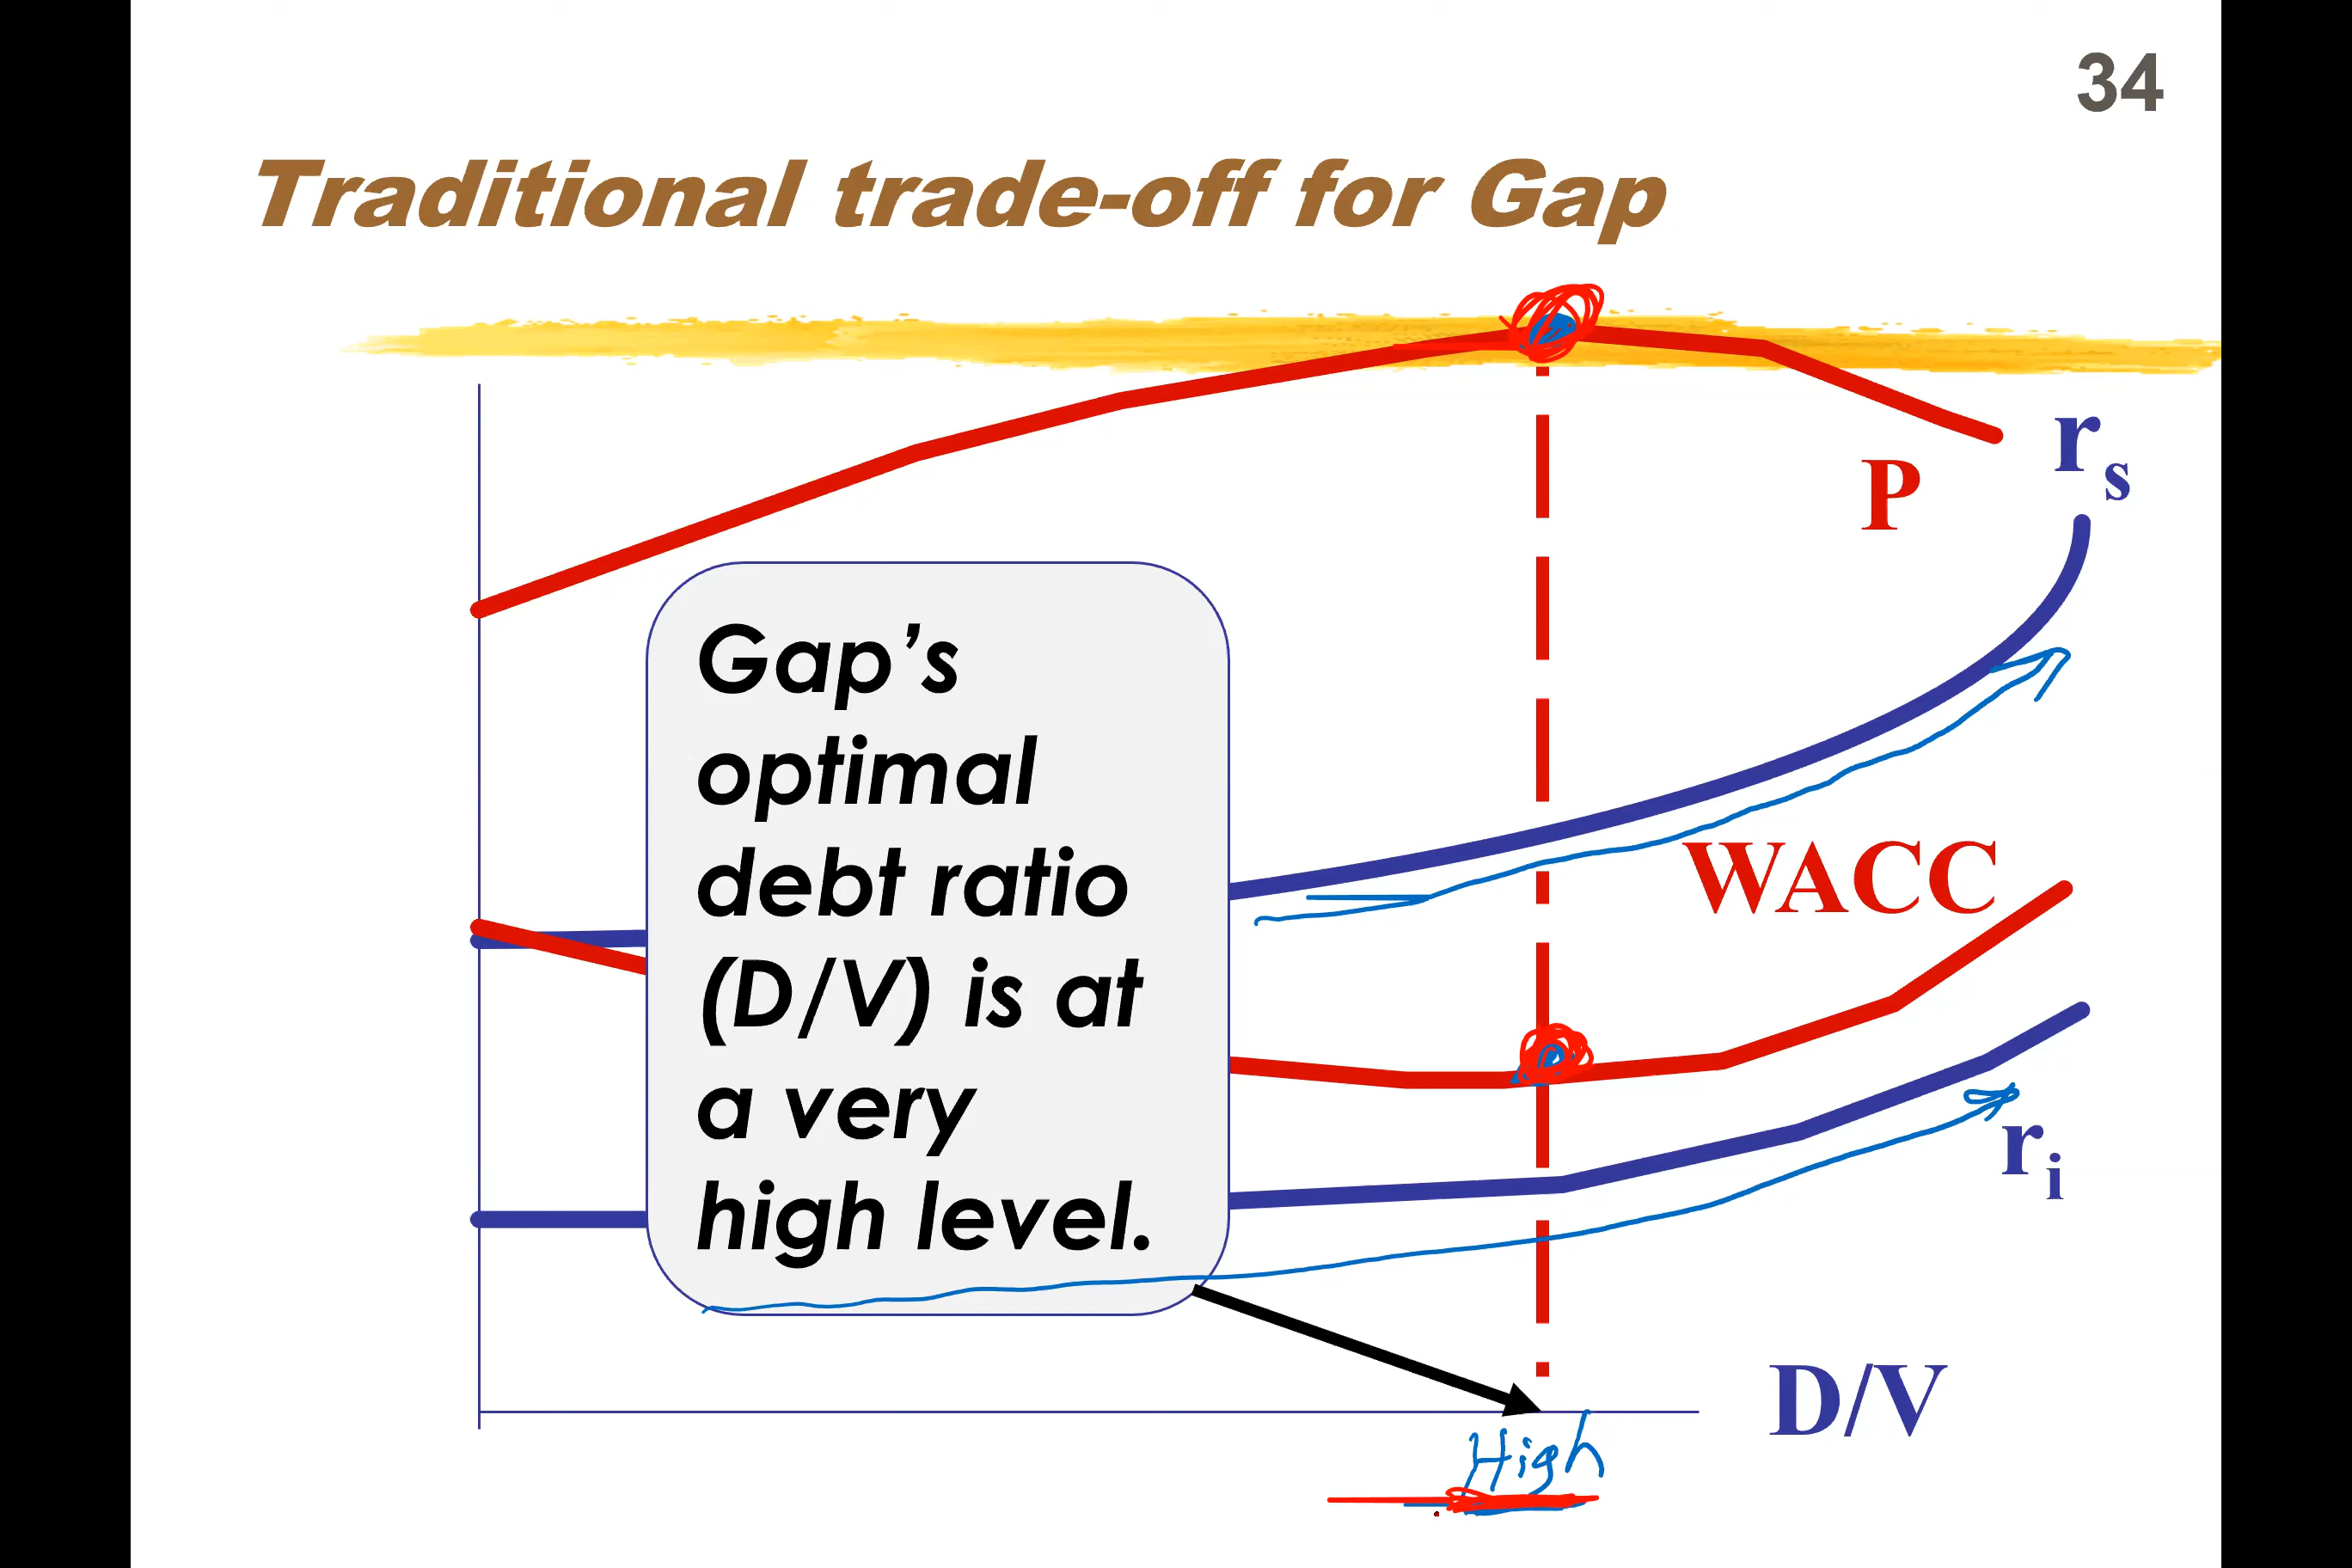 34
Traditional trade-off for Gap
r s
P
Gap’s
optimal
debt ratio
(D/V) is at
a very
high level.
WACC
r i
D/V
High